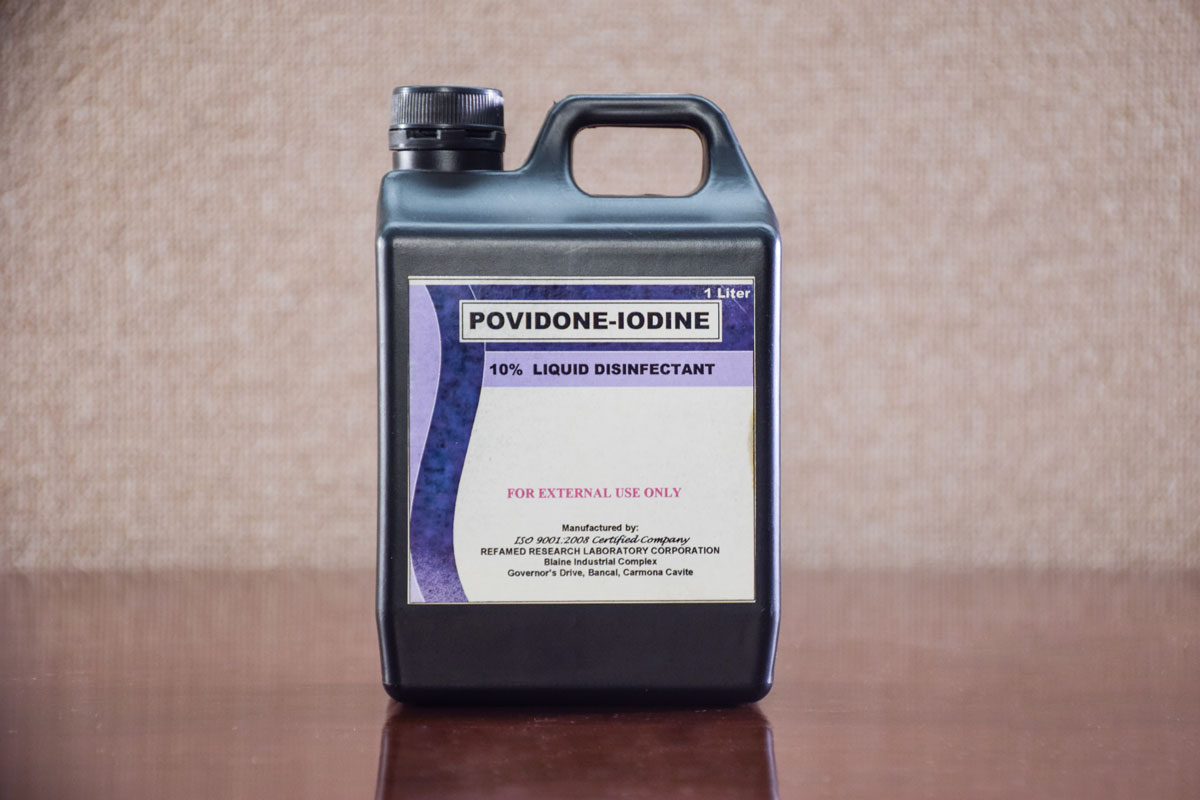 1 Liter
POVIDONE-IODINE
10% LIQUID DISINFECTANT
FOR EXTERNAL USE ONLY
Manufactured by:
ISO 9001:2008 Certified Company
REFAMED RESEARCH LABORATORY CORPORATION
Blaine Industrial Complex
Governor's Drive, Bancal, Carmona Cavite